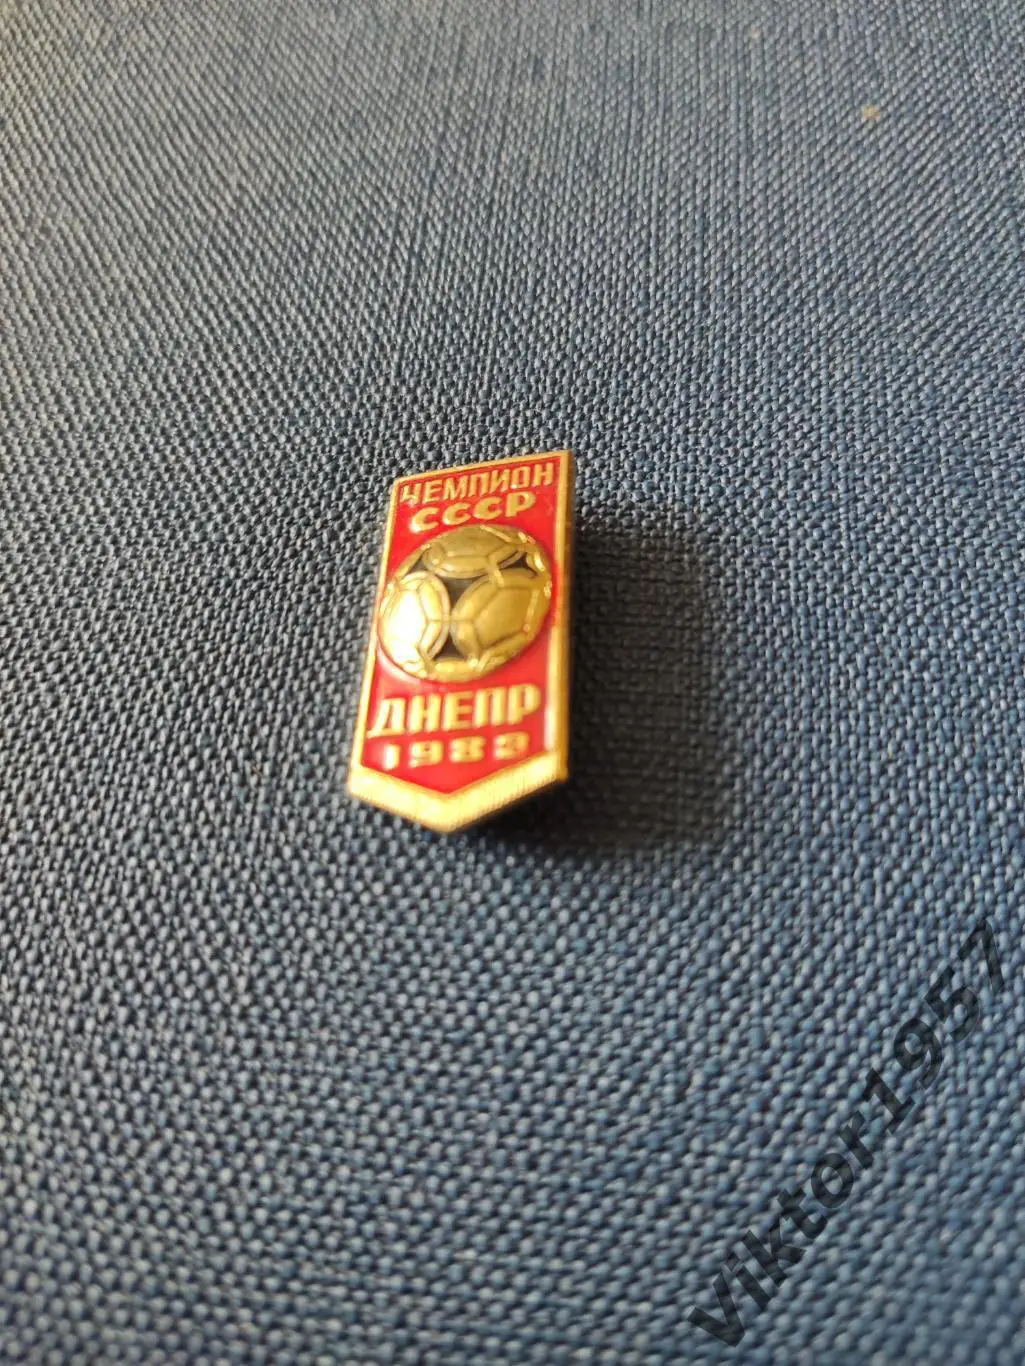 ЧЕМПИОН
СССР
ДНЕПР
1983
Viktor1957